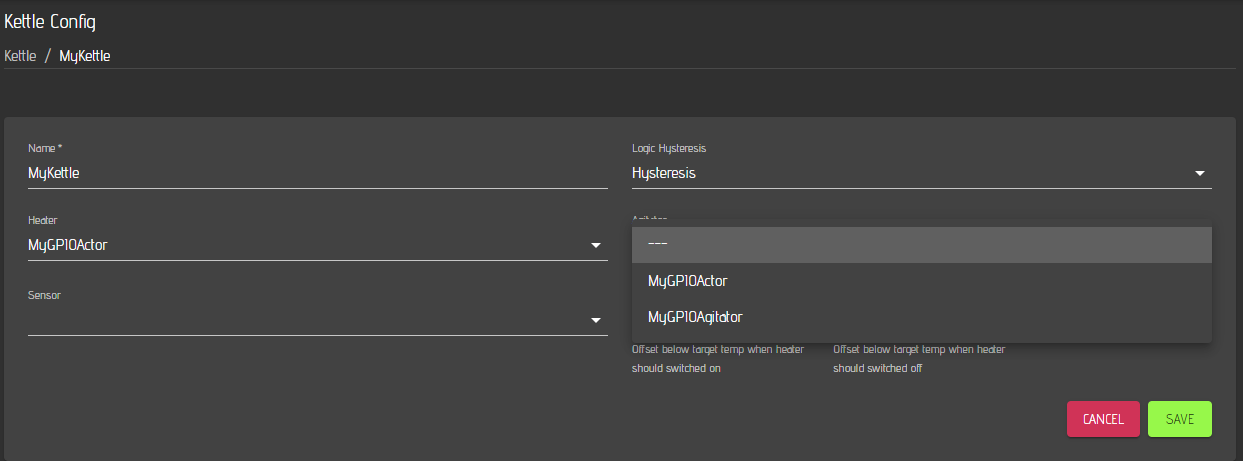 Kettle Config
Kettle / MyKettle
Name *
MyKettle
Logic Hysteresis
Hysteresis
Heater
MyGPIOActor
Agitator
---
MyGPIOActor
MyGPIOAgitator
Sensor
Offset below target temp when heater
should switched on
Offset below target temp when heater
should switched off
CANCEL
SAVE